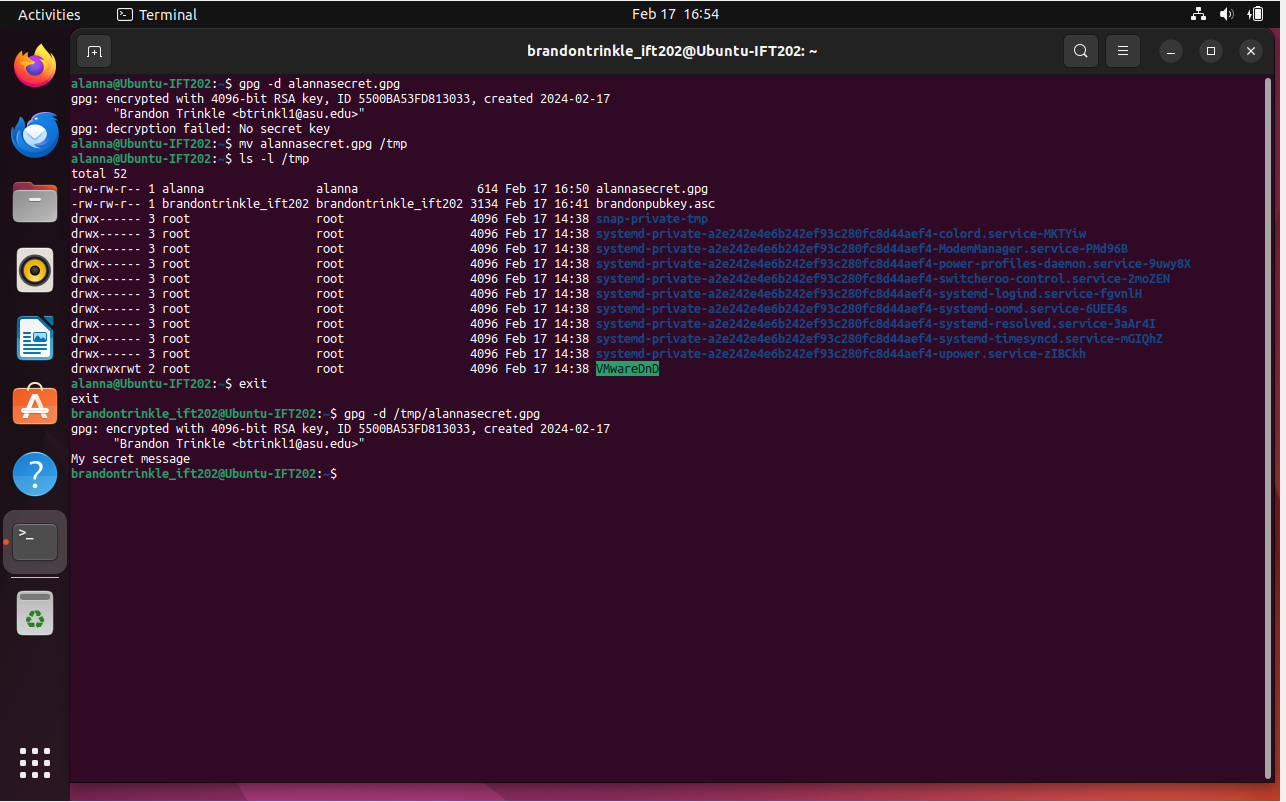 Activities
Terminal
Feb 17 16:54
brandontrinkle_ift202@Ubuntu-IFT202: ~
alanna@Ubuntu-IFT202:~$ gpg -d alannasecret.gpg
gpg: encrypted with 4096-bit RSA key, ID 5500BA53FD813033, created 2024-02-17
"Brandon Trinkle <btrinkl1@asu.edu>"
gpg: decryption failed: No secret key
alanna@Ubuntu-IFT202:~$ mv alannasecret.gpg /tmp
alanna@Ubuntu-IFT202:~$ ls -l /tmp
total 52
-rw-rw-r-- 1 alanna alanna 614 Feb 17 16:50 alannasecret.gpg
-rw-rw-r-- 1 brandontrinkle_ift202 brandontrinkle_ift202 3134 Feb 17 16:41 brandonpubkey.asc
drwx------ 3 root root 4096 Feb 17 14:38 snap-private-tmp
drwx------ 3 root root 4096 Feb 17 14:38 systemd-private-a2e242e4e6b242ef93c280fc8d44aef4-colord.service-MKTYiw
drwx------ 3 root root 4096 Feb 17 14:38 systemd-private-a2e242e4e6b242ef93c280fc8d44aef4-ModemManager.service-PMd96B
drwx------ 3 root root 4096 Feb 17 14:38 systemd-private-a2e242e4e6b242ef93c280fc8d44aef4-power-profiles-daemon.service-9uwy8X
drwx------ 3 root root 4096 Feb 17 14:38 systemd-private-a2e242e4e6b242ef93c280fc8d44aef4-switcheroo-control.service-2moZEN
drwx------ 3 root root 4096 Feb 17 14:38 systemd-private-a2e242e4e6b242ef93c280fc8d44aef4-systemd-logind.service-fgvnlH
drwx------ 3 root root 4096 Feb 17 14:38 systemd-private-a2e242e4e6b242ef93c280fc8d44aef4-systemd-oomd.service-6UEE4s
drwx------ 3 root root 4096 Feb 17 14:38 systemd-private-a2e242e4e6b242ef93c280fc8d44aef4-systemd-resolved.service-3aAr4I
drwx------ 3 root root 4096 Feb 17 14:38 systemd-private-a2e242e4e6b242ef93c280fc8d44aef4-systemd-timesyncd.service-mGIQhZ
drwx------ 3 root root 4096 Feb 17 14:38 systemd-private-a2e242e4e6b242ef93c280fc8d44aef4-upower.service-zIBCkh
drwxrwxrwt 2 root root 4096 Feb 17 14:38 VMwareDnD
alanna@Ubuntu-IFT202:~$ exit
exit
brandontrinkle_ift202@Ubuntu-IFT202:~$ gpg -d /tmp/alannasecret.gpg
gpg: encrypted with 4096-bit RSA key, ID 5500BA53FD813033, created 2024-02-17
"Brandon Trinkle <btrinkl1@asu.edu>"
My secret message
brandontrinkle_ift202@Ubuntu-IFT202:~$